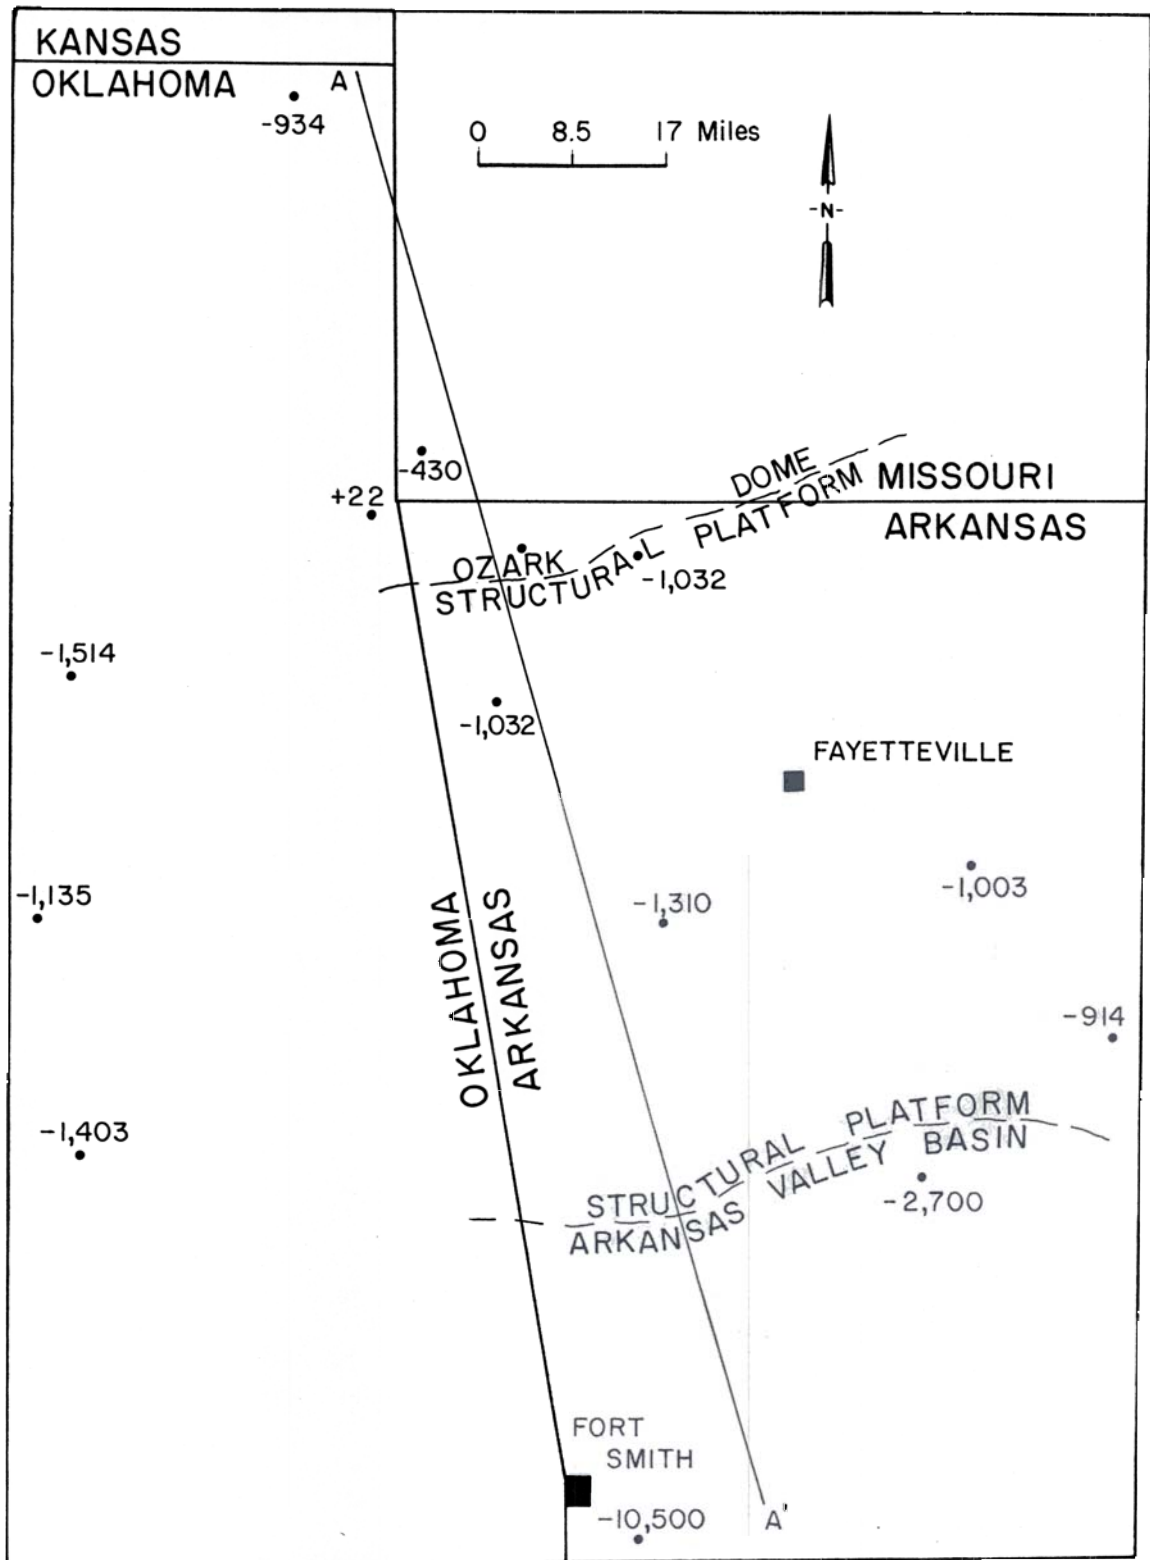 KANSAS
OKLAHOMA
A
-934
0 8.5 17 Miles
-N-
-430
+22
DOME
PLATFORM
MISSOURI
ARKANSAS
OZARK
STRUCTURAL
-1,032
-1,514
-1,032
FAYETTEVILLE
-1,135
-1,310
-1,003
OKLAHOMA
ARKANSAS
-914
-1,403
STRUCTURAL PLATFORM
ARKANSAS VALLEY BASIN
-2,700
FORT
SMITH
-10,500
A'